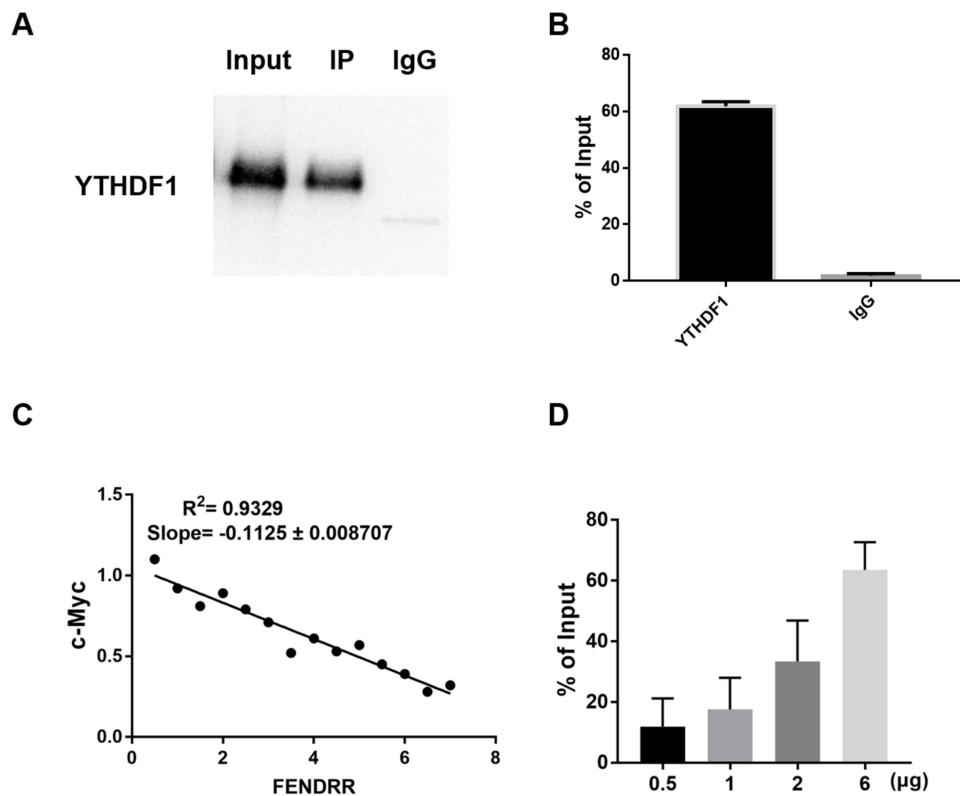 A
Input IP IgG
YTHDF1
B
80
60
40
20
0
% of Input
YTHDF1
IgG
C
1.5
1.0
0.5
0.0
c-Myc
R²= 0.9329
Slope= -0.1125 ± 0.008707
0 2 4 6 8
FENDRR
D
80
60
40
20
0
% of Input
0.5 1 2 6 (μg)